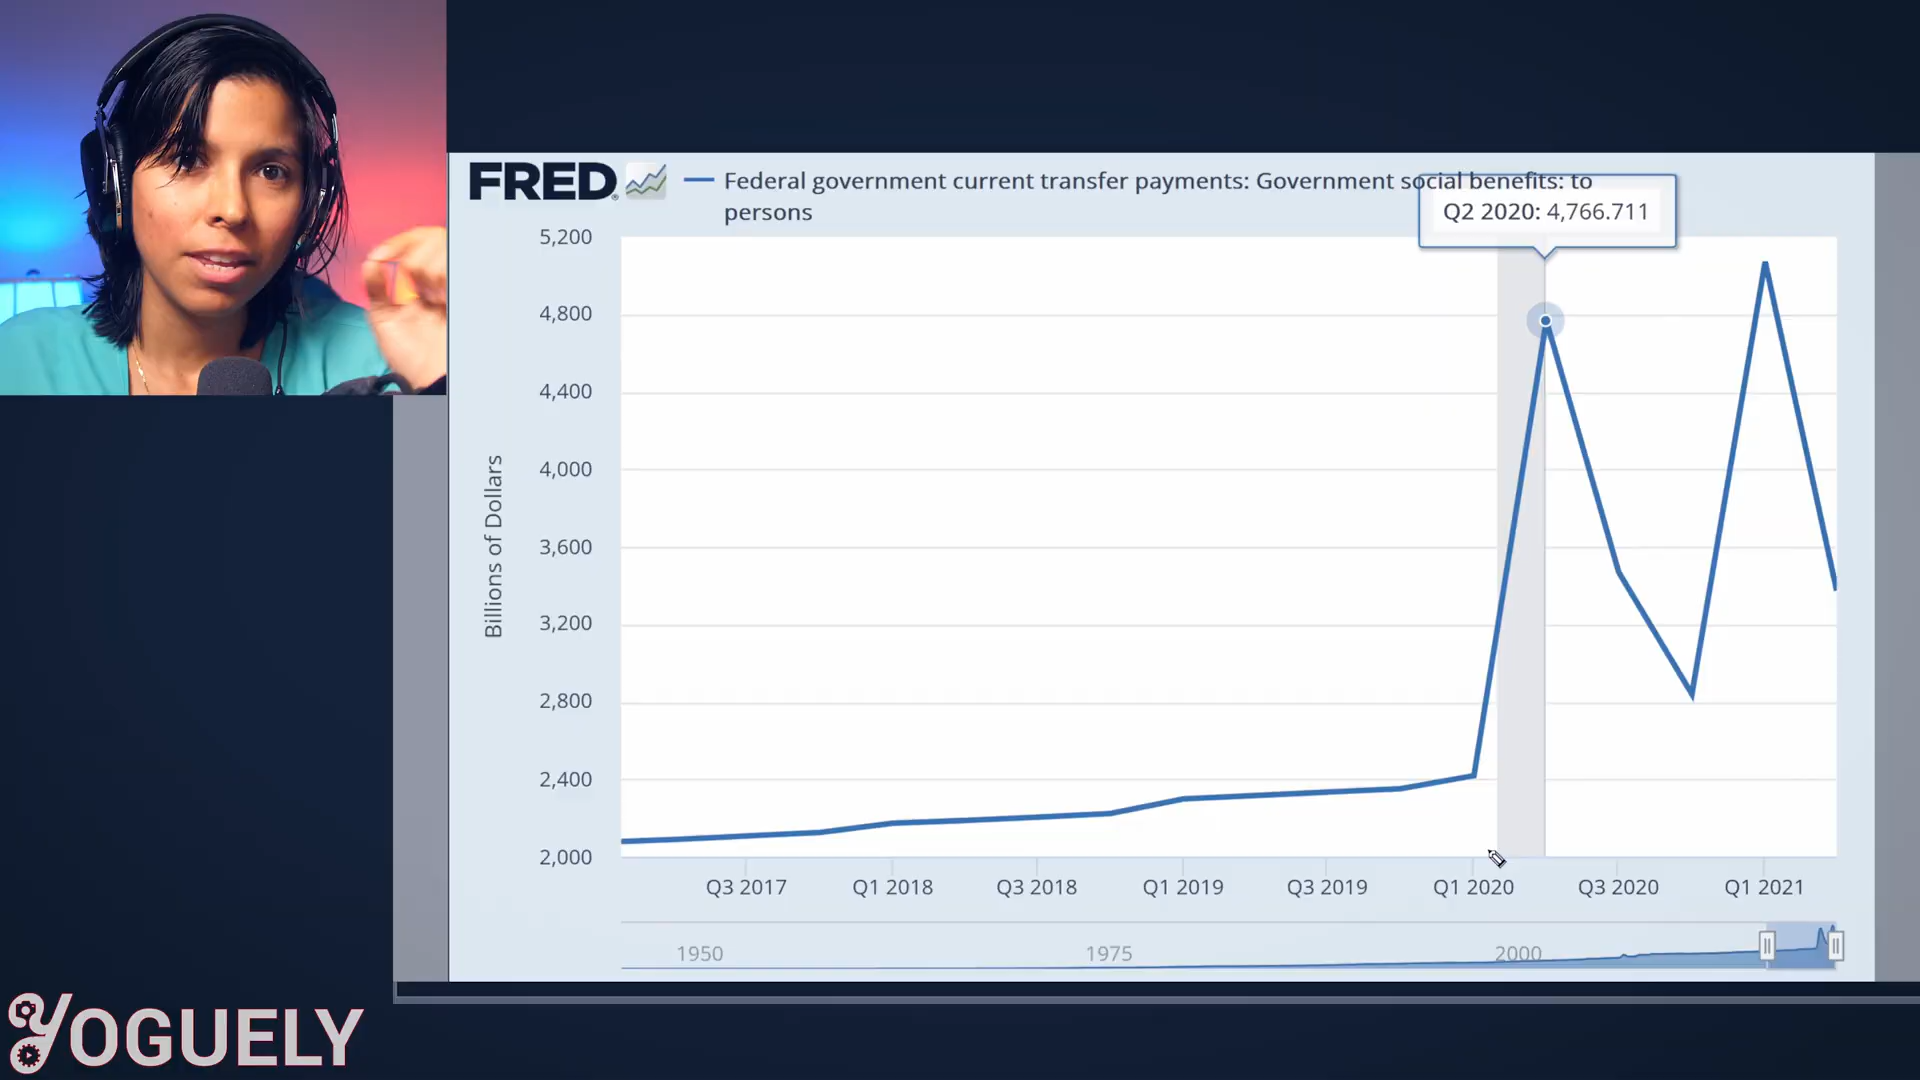 FRED
Federal government current transfer payments: Government social benefits: to
persons
Q2 2020: 4,766.711
5,200
4,800
4,400
4,000
3,600
3,200
2,800
2,400
2,000
Billions of Dollars
Q3 2017 Q1 2018 Q3 2018 Q1 2019 Q3 2019 Q1 2020 Q3 2020 Q1 2021
1950 1975 2000
YOGUELY